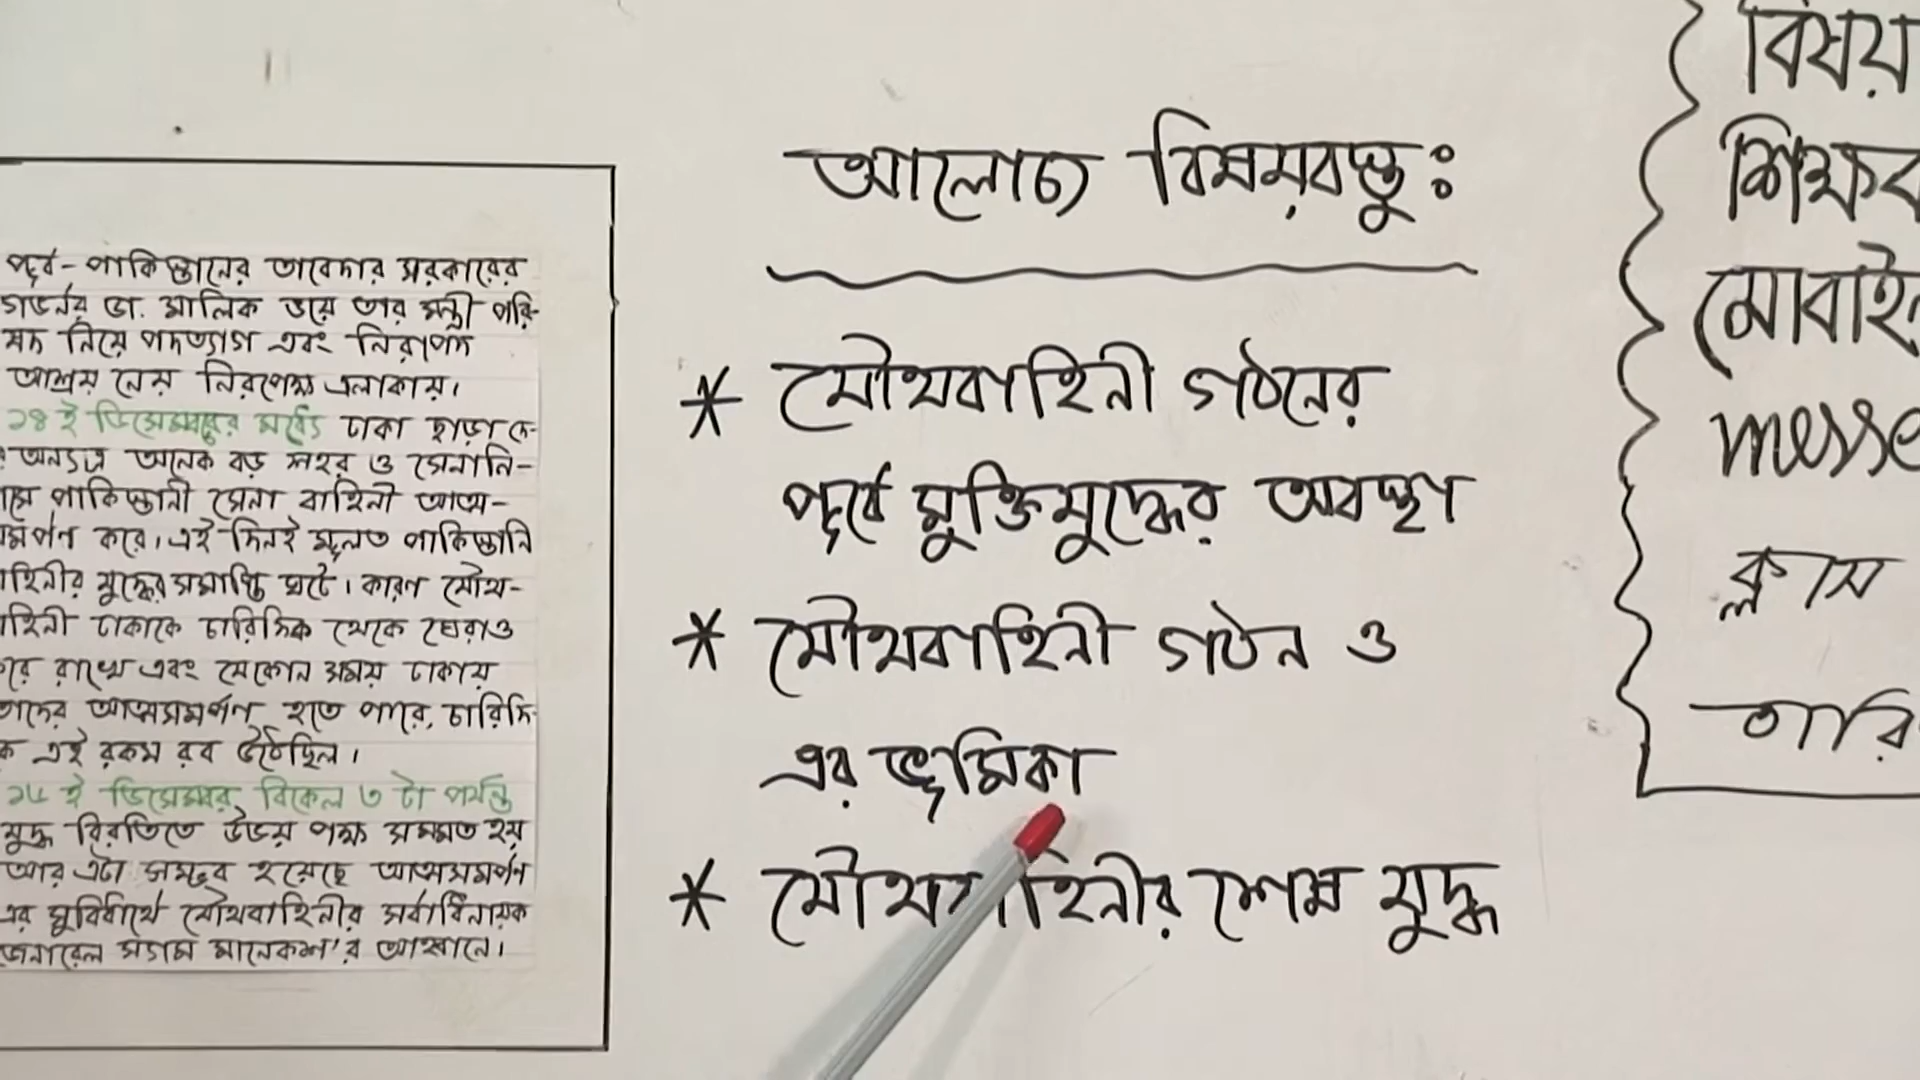 পূর্ব-পাকিস্তানের তাবেদার সরকারের
গভর্নর ডা. মালিক ভয়ে তার মন্ত্রী পরি-
ষদ নিয়ে পদত্যাগ এবং নিরাপদ
আশ্রয় নেয় নিরপেক্ষ এলাকায়।
১৪ই ডিসেম্বরের মধ্যে ঢাকা ছাড়া দে-
অন্যত্র অনেক বড় শহর ও সেনানি-
পাকিস্তানী সেনা বাহিনী আত্ম-
করে। এই দিনই মূলত পাকিস্তানি
যুদ্ধের সমাপ্তি ঘটে। কারণ যৌথ-
ঢাকাকে চারিদিক থেকে ঘেরাও
রাখে এবং যেকোন সময় ঢাকায়
আত্মসমর্পণ হতে পারে, চারিদি-
ক এই রকম রব উঠেছিল।
১৫ই ডিসেম্বর বিকেল ৩ টা পর্যন্ত
যুদ্ধ বিরতিতে উভয় পক্ষ সম্মত হয়
আর এটা সম্ভব হয়েছে আত্মসমর্পণ
এর সুবিধার্থে যৌথবাহিনীর সর্বাধিনায়ক
জেনারেল স্যাম মানেকশ'র আহ্বানে।
আলোচ্য বিষয়বস্তু:
* যৌথবাহিনী গঠনের
পূর্বে মুক্তিযুদ্ধের অবস্থা
* যৌথবাহিনী গঠন ও
এর ভূমিকা
* যৌথবাহিনীর শেষ যুদ্ধ
বিষয়
শিক্ষক
মোবাইল
messe
ক্লাস
তারি